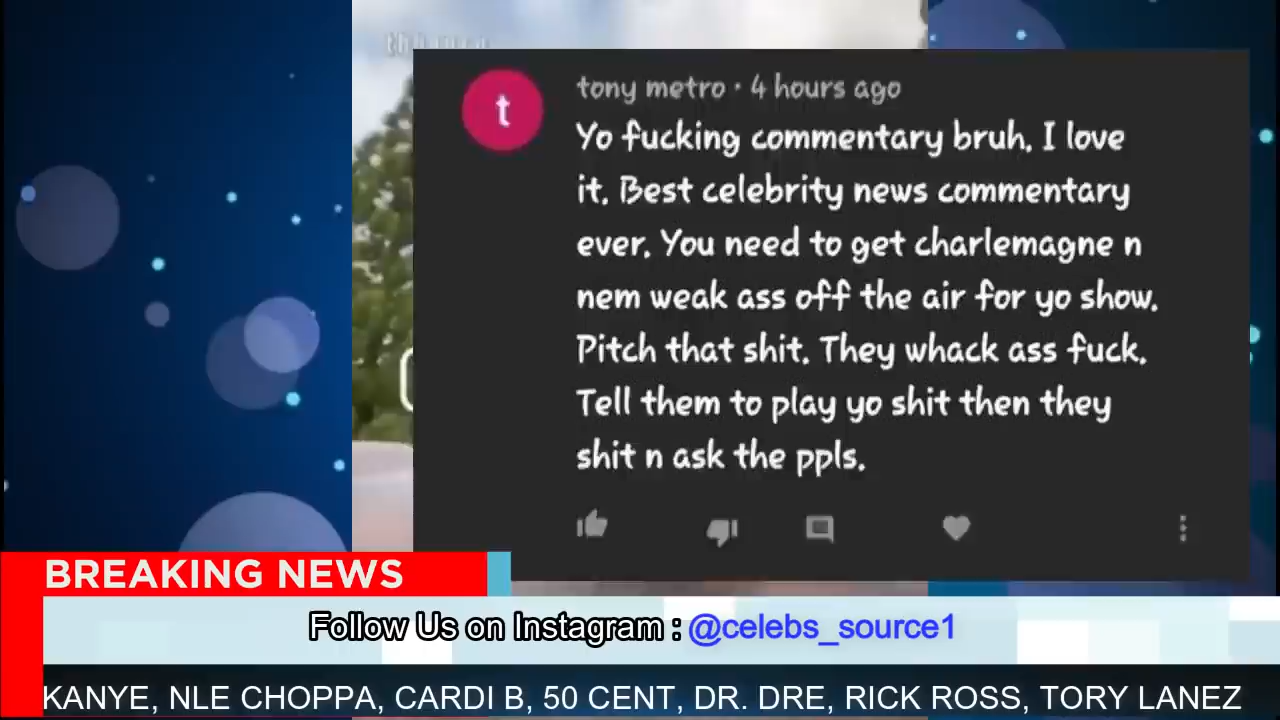 t
tony metro · 4 hours ago
Yo fucking commentary bruh. I love
it. Best celebrity news commentary
ever. You need to get charlemagne n
nem weak ass off the air for yo show.
Pitch that shit. They whack ass fuck.
Tell them to play yo shit then they
shit n ask the ppls.
BREAKING NEWS
Follow Us on Instagram : @celebs_source1
KANYE, NLE CHOPPA, CARDI B, 50 CENT, DR. DRE, RICK ROSS, TORY LANEZ